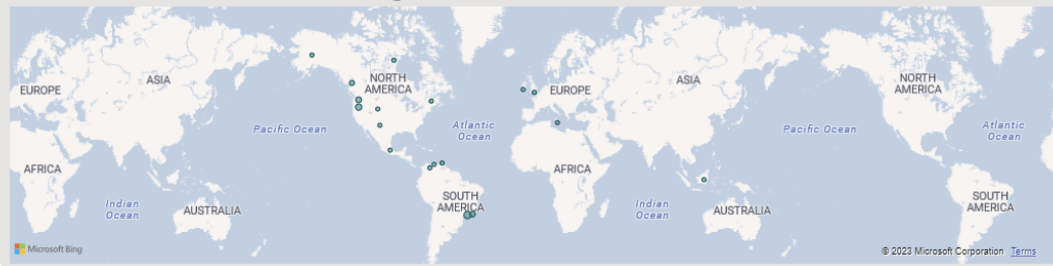 EUROPE
ASIA
NORTH
AMERICA
Pacific Ocean
Atlantic
Ocean
AFRICA
Indian
Ocean
AUSTRALIA
SOUTH
AMERICA
EUROPE
ASIA
NORTH
AMERICA
Pacific Ocean
Atlantic
Ocean
AFRICA
Indian
Ocean
AUSTRALIA
SOUTH
AMERICA
Microsoft Bing
© 2023 Microsoft Corporation Terms